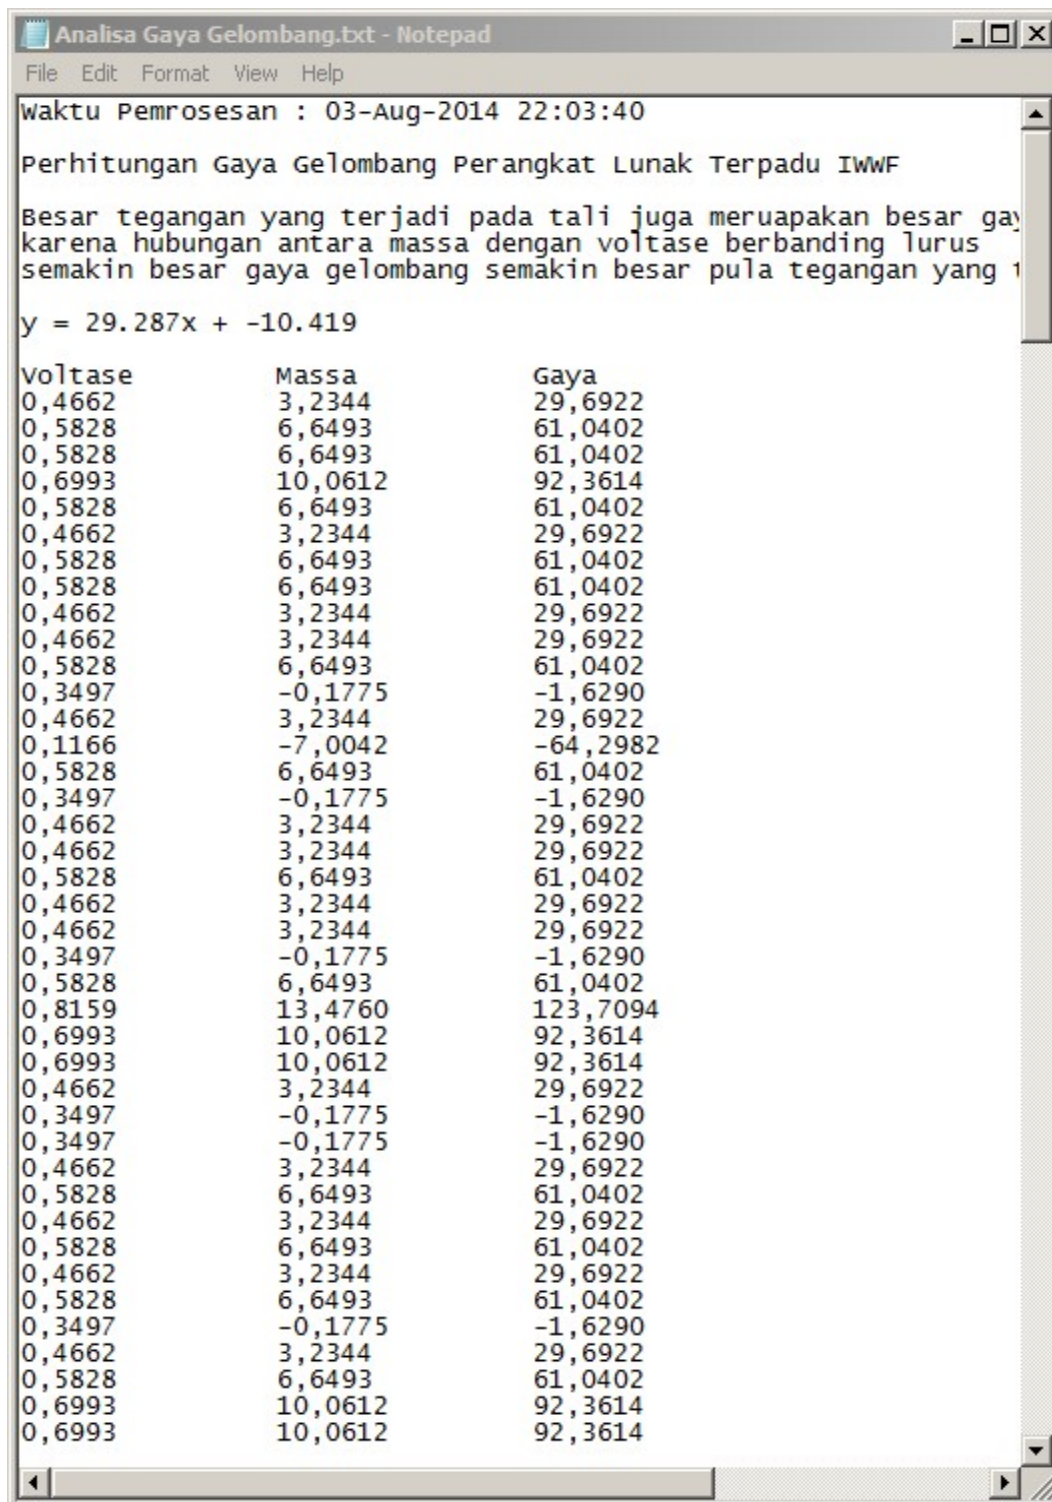 Analisa Gaya Gelombang.txt - Notepad
File Edit Format View Help
Waktu Pemrosesan : 03-Aug-2014 22:03:40
Perhitungan Gaya Gelombang Perangkat Lunak Terpadu IWWF
Besar tegangan yang terjadi pada tali juga meruapakan besar
karena hubungan antara massa dengan voltase berbanding lurus
semakin besar gaya gelombang semakin besar pula tegangan yang
y = 29.287x + -10.419
Voltase Massa Gaya
0,4662 3,2344 29,6922
0,5828 6,6493 61,0402
0,5828 6,6493 61,0402
0,6993 10,0612 92,3614
0,5828 6,6493 61,0402
0,4662 3,2344 29,6922
0,5828 6,6493 61,0402
0,5828 6,6493 61,0402
0,4662 3,2344 29,6922
0,4662 3,2344 29,6922
0,5828 6,6493 61,0402
0,3497 -0,1775 -1,6290
0,4662 3,2344 29,6922
0,1166 -7,0042 -64,2982
0,5828 6,6493 61,0402
0,3497 -0,1775 -1,6290
0,4662 3,2344 29,6922
0,4662 3,2344 29,6922
0,5828 6,6493 61,0402
0,4662 3,2344 29,6922
0,4662 3,2344 29,6922
0,3497 -0,1775 -1,6290
0,5828 6,6493 61,0402
0,8159 13,4760 123,7094
0,6993 10,0612 92,3614
0,6993 10,0612 92,3614
0,4662 3,2344 29,6922
0,3497 -0,1775 -1,6290
0,3497 -0,1775 -1,6290
0,4662 3,2344 29,6922
0,5828 6,6493 61,0402
0,4662 3,2344 29,6922
0,5828 6,6493 61,0402
0,4662 3,2344 29,6922
0,5828 6,6493 61,0402
0,3497 -0,1775 -1,6290
0,4662 3,2344 29,6922
0,5828 6,6493 61,0402
0,6993 10,0612 92,3614
0,6993 10,0612 92,3614